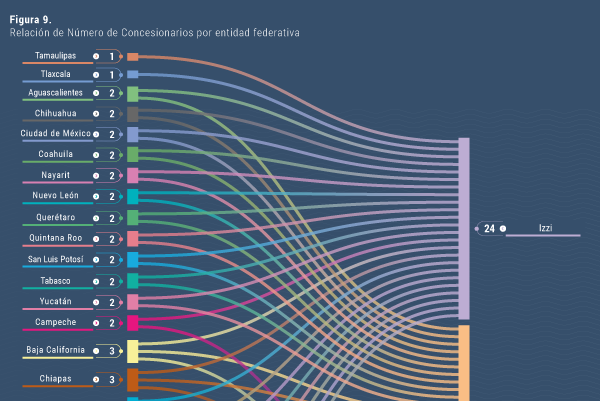 Figura 9.
Relación de Número de Concesionarios por entidad federativa
Tamaulipas 1
Tlaxcala 1
Aguascalientes 2
Chihuahua 2
Ciudad de México 2
Coahuila 2
Nayarit 2
Nuevo León 2
Querétaro 2
24 Izzi
Quintana Roo 2
San Luis Potosí 2
Tabasco 2
Yucatán 2
Campeche 2
Baja California 3
Chiapas 3